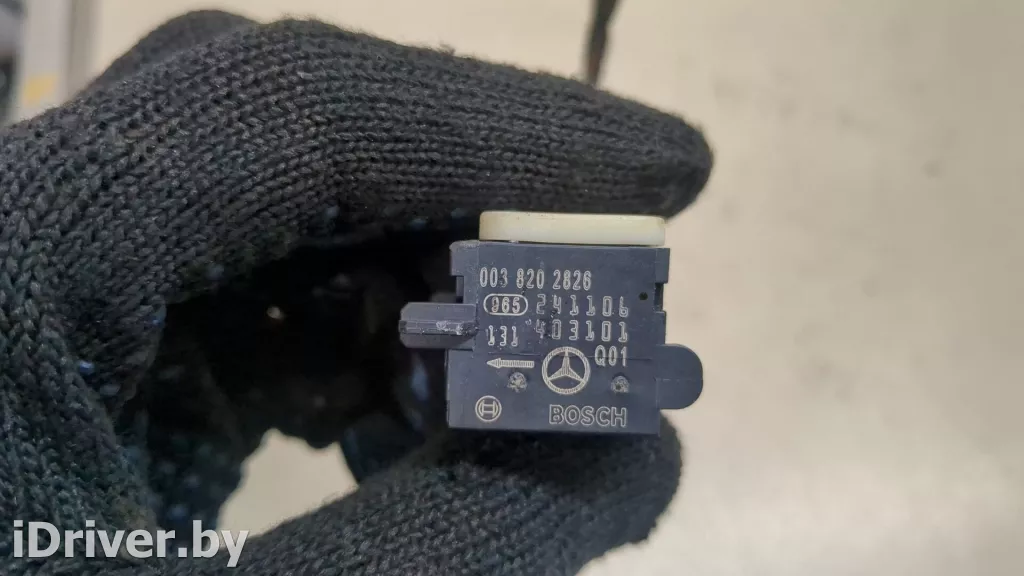 003 820 2826
965 241106
131 403101
Q01
BOSCH
iDriver.by